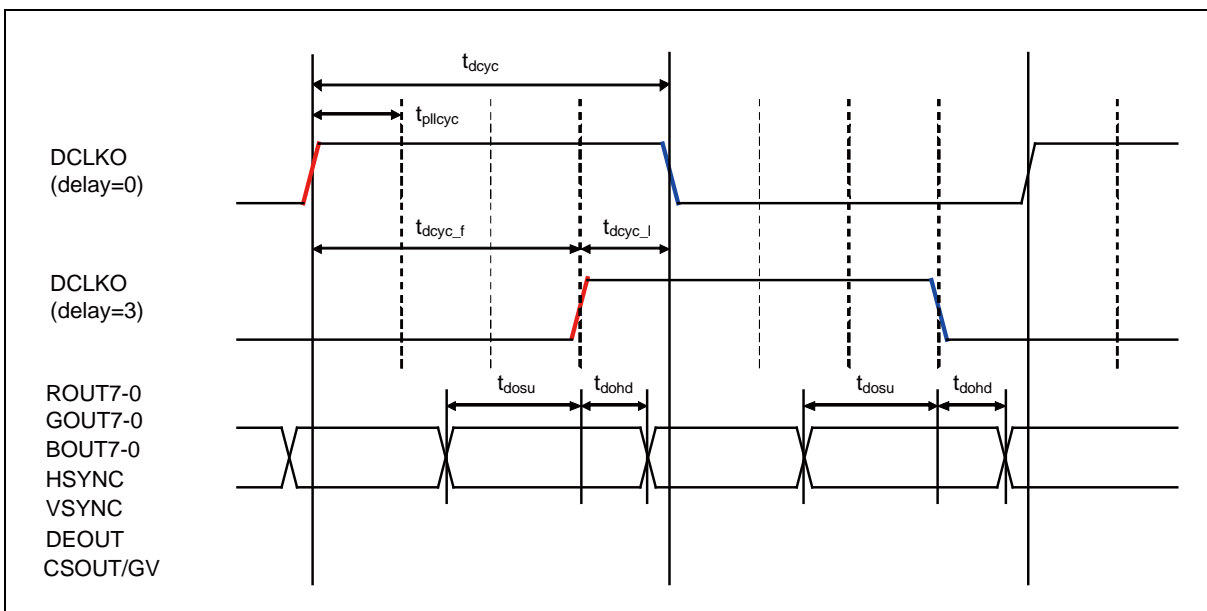 tdcyc
tpllcyc
DCLKO
(delay=0)
tdcyc_f
tdcyc_l
DCLKO
(delay=3)
tdosu
tdohd
tdosu
tdohd
ROUT7-0
GOUT7-0
BOUT7-0
HSYNC
VSYNC
DEOUT
CSOUT/GV